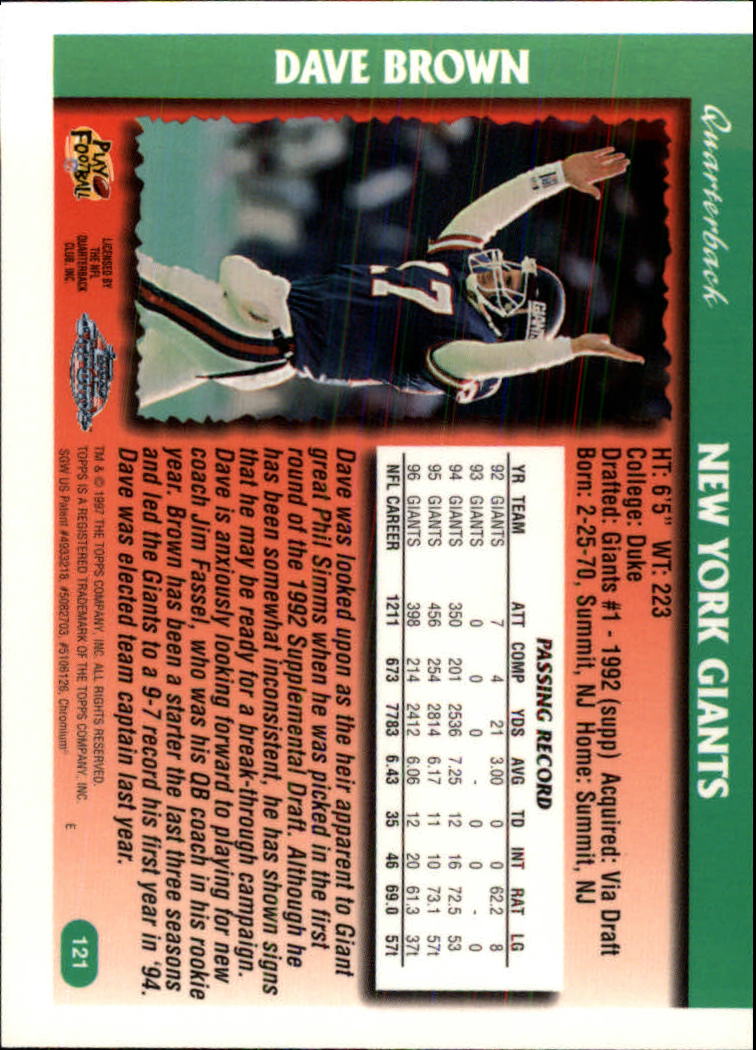 DAVE BROWN
Quarterback
NEW YORK GIANTS
HT: 6'5" WT: 223
College: Duke
Drafted: Giants #1 - 1992 (supp) Acquired: Via Draft
Born: 2-25-70, Summit, NJ Home: Summit, NJ
PASSING RECORD
YR TEAM ATT COMP YDS AVG TD INT RAT LG
92 GIANTS 7 4 21 3.00 0 0 62.2 8
93 GIANTS 0 0 0 - 0 0 - 0
94 GIANTS 350 201 2536 7.25 12 16 72.5 53
95 GIANTS 456 254 2814 6.17 11 10 73.1 57t
96 GIANTS 398 214 2412 6.06 12 20 61.3 37t
NFL CAREER 1211 673 7783 6.43 35 46 69.0 57t
Dave was looked upon as the heir apparent to Giant
great Phil Simms when he was picked in the first
round of the 1992 Supplemental Draft. Although he
has been somewhat inconsistent, he has shown signs
that he may be ready for a break-through campaign.
Dave is anxiously looking forward to playing for new
coach Jim Fassel, who was his QB coach in his rookie
year. Brown has been a starter the last three seasons
and led the Giants to a 9-7 record his first year in '94.
Dave was elected team captain last year.
GIANTS
17
PLAY
FOOTBALL
LICENSED BY
THE NFL
QUARTERBACK
CLUB, INC.
TM & © 1997 THE TOPPS COMPANY, INC. ALL RIGHTS RESERVED.
TOPPS IS A REGISTERED TRADEMARK OF THE TOPPS COMPANY, INC.
SGW US Patent #4933218, #5082703, #5106126, Chromium
E
121